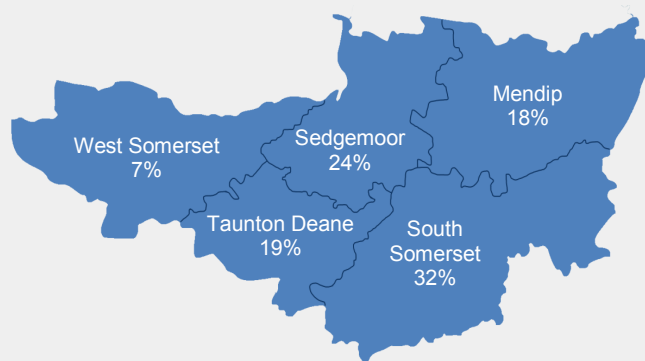 Mendip
18%
West Somerset
7%
Sedgemoor
24%
Taunton Deane
19%
South
Somerset
32%